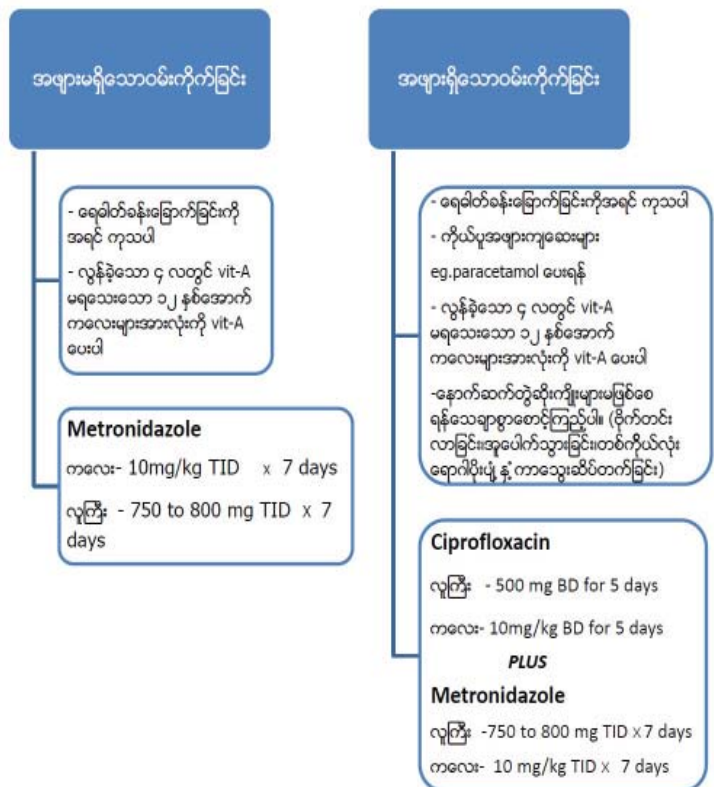 အဖျားမရှိသောဝမ်းကိုက်ခြင်း
- ရေဓါတ်ခန်းခြောက်ခြင်းကို
အရင် ကုသပါ
- လွန်ခဲ့သော ၄ လတွင် vit-A
မရသေးသော ၁၂ နှစ်အောက်
ကလေးများအားလုံးကို vit-A
ပေးပါ
Metronidazole
ကလေး- 10mg/kg TID x 7 days
လူကြီး - 750 to 800 mg TID x 7
days
အဖျားရှိသောဝမ်းကိုက်ခြင်း
- ရေဓါတ်ခန်းခြောက်ခြင်းကိုအရင် ကုသပါ
- ကိုယ်ပူအဖျားကျဆေးများ
eg.paracetamol ပေးရန်
- လွန်ခဲ့သော ၄ လတွင် vit-A
မရသေးသော ၁၂ နှစ်အောက်
ကလေးများအားလုံးကို vit-A ပေးပါ
-နောက်ဆက်တွဲဆိုးကျိုးများမဖြစ်စေ
ရန်သေချာစွာစောင့်ကြည့်ပါ။ (ဗိုက်တင်း
လာခြင်း၊အူပေါက်သွားခြင်း၊တစ်ကိုယ်လုံး
ရောဂါပိုးပျံ့ နှံ့ ကာသွေးဆိပ်တက်ခြင်း)
Ciprofloxacin
လူကြီး - 500 mg BD for 5 days
ကလေး- 10mg/kg BD for 5 days
PLUS
Metronidazole
လူကြီး -750 to 800 mg TID x 7 days
ကလေး- 10 mg/kg TID x 7 days